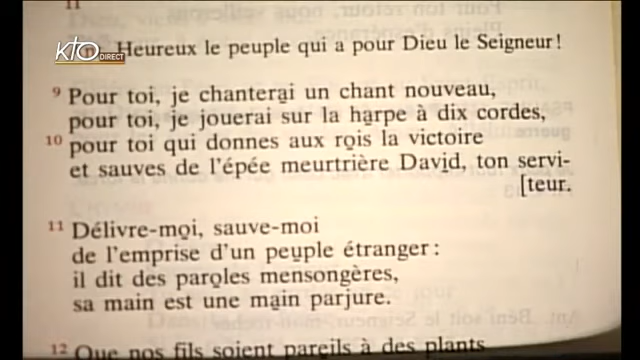 11
KTO DIRECT
Heureux le peuple qui a pour Dieu le Seigneur!
9 Pour toi, je chanterai un chant nouveau,
pour toi, je jouerai sur la harpe à dix cordes,
10 pour toi qui donnes aux rois la victoire
et sauves de l'épée meurtrière David, ton servi-
[teur.
11 Délivre-moi, sauve-moi
de l'emprise d'un peuple étranger :
il dit des paroles mensongères,
sa main est une main parjure.
12 Que nos fils soient pareils à des plants